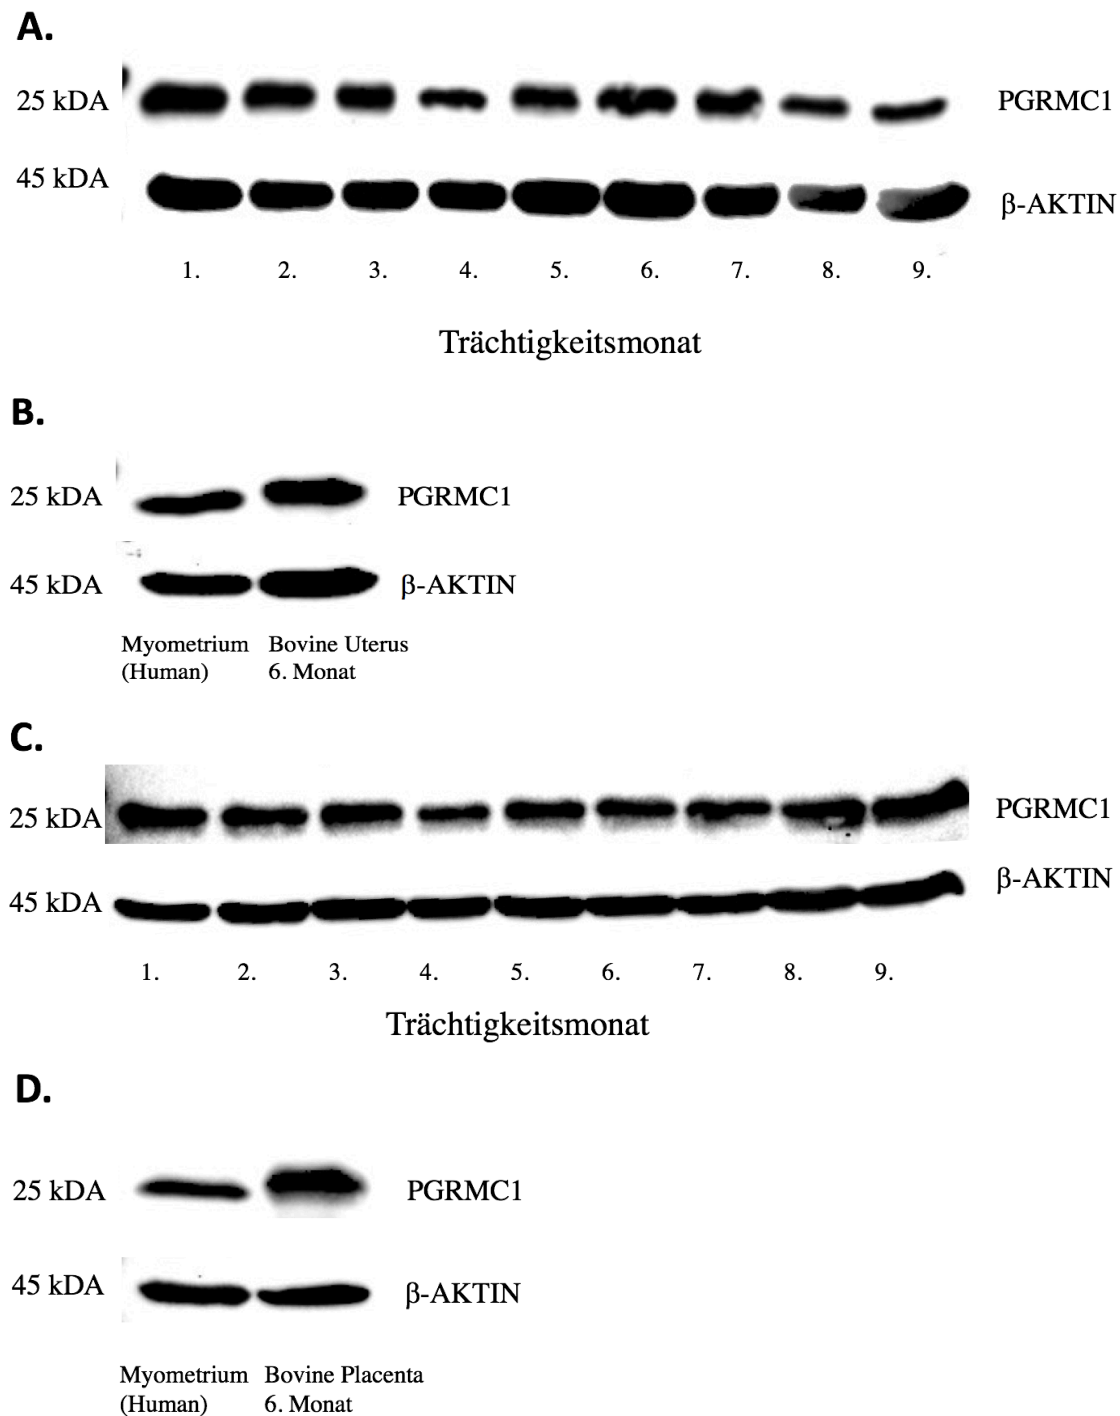 A.
25 kDA PGRMC1
45 kDA β-AKTIN
1. 2. 3. 4. 5. 6. 7. 8. 9.
Trächtigkeitsmonat
B.
25 kDA PGRMC1
45 kDA β-AKTIN
Myometrium Bovine Uterus
(Human) 6. Monat
C.
25 kDA PGRMC1
45 kDA β-AKTIN
1. 2. 3. 4. 5. 6. 7. 8. 9.
Trächtigkeitsmonat
D.
25 kDA PGRMC1
45 kDA β-AKTIN
Myometrium Bovine Placenta
(Human) 6. Monat